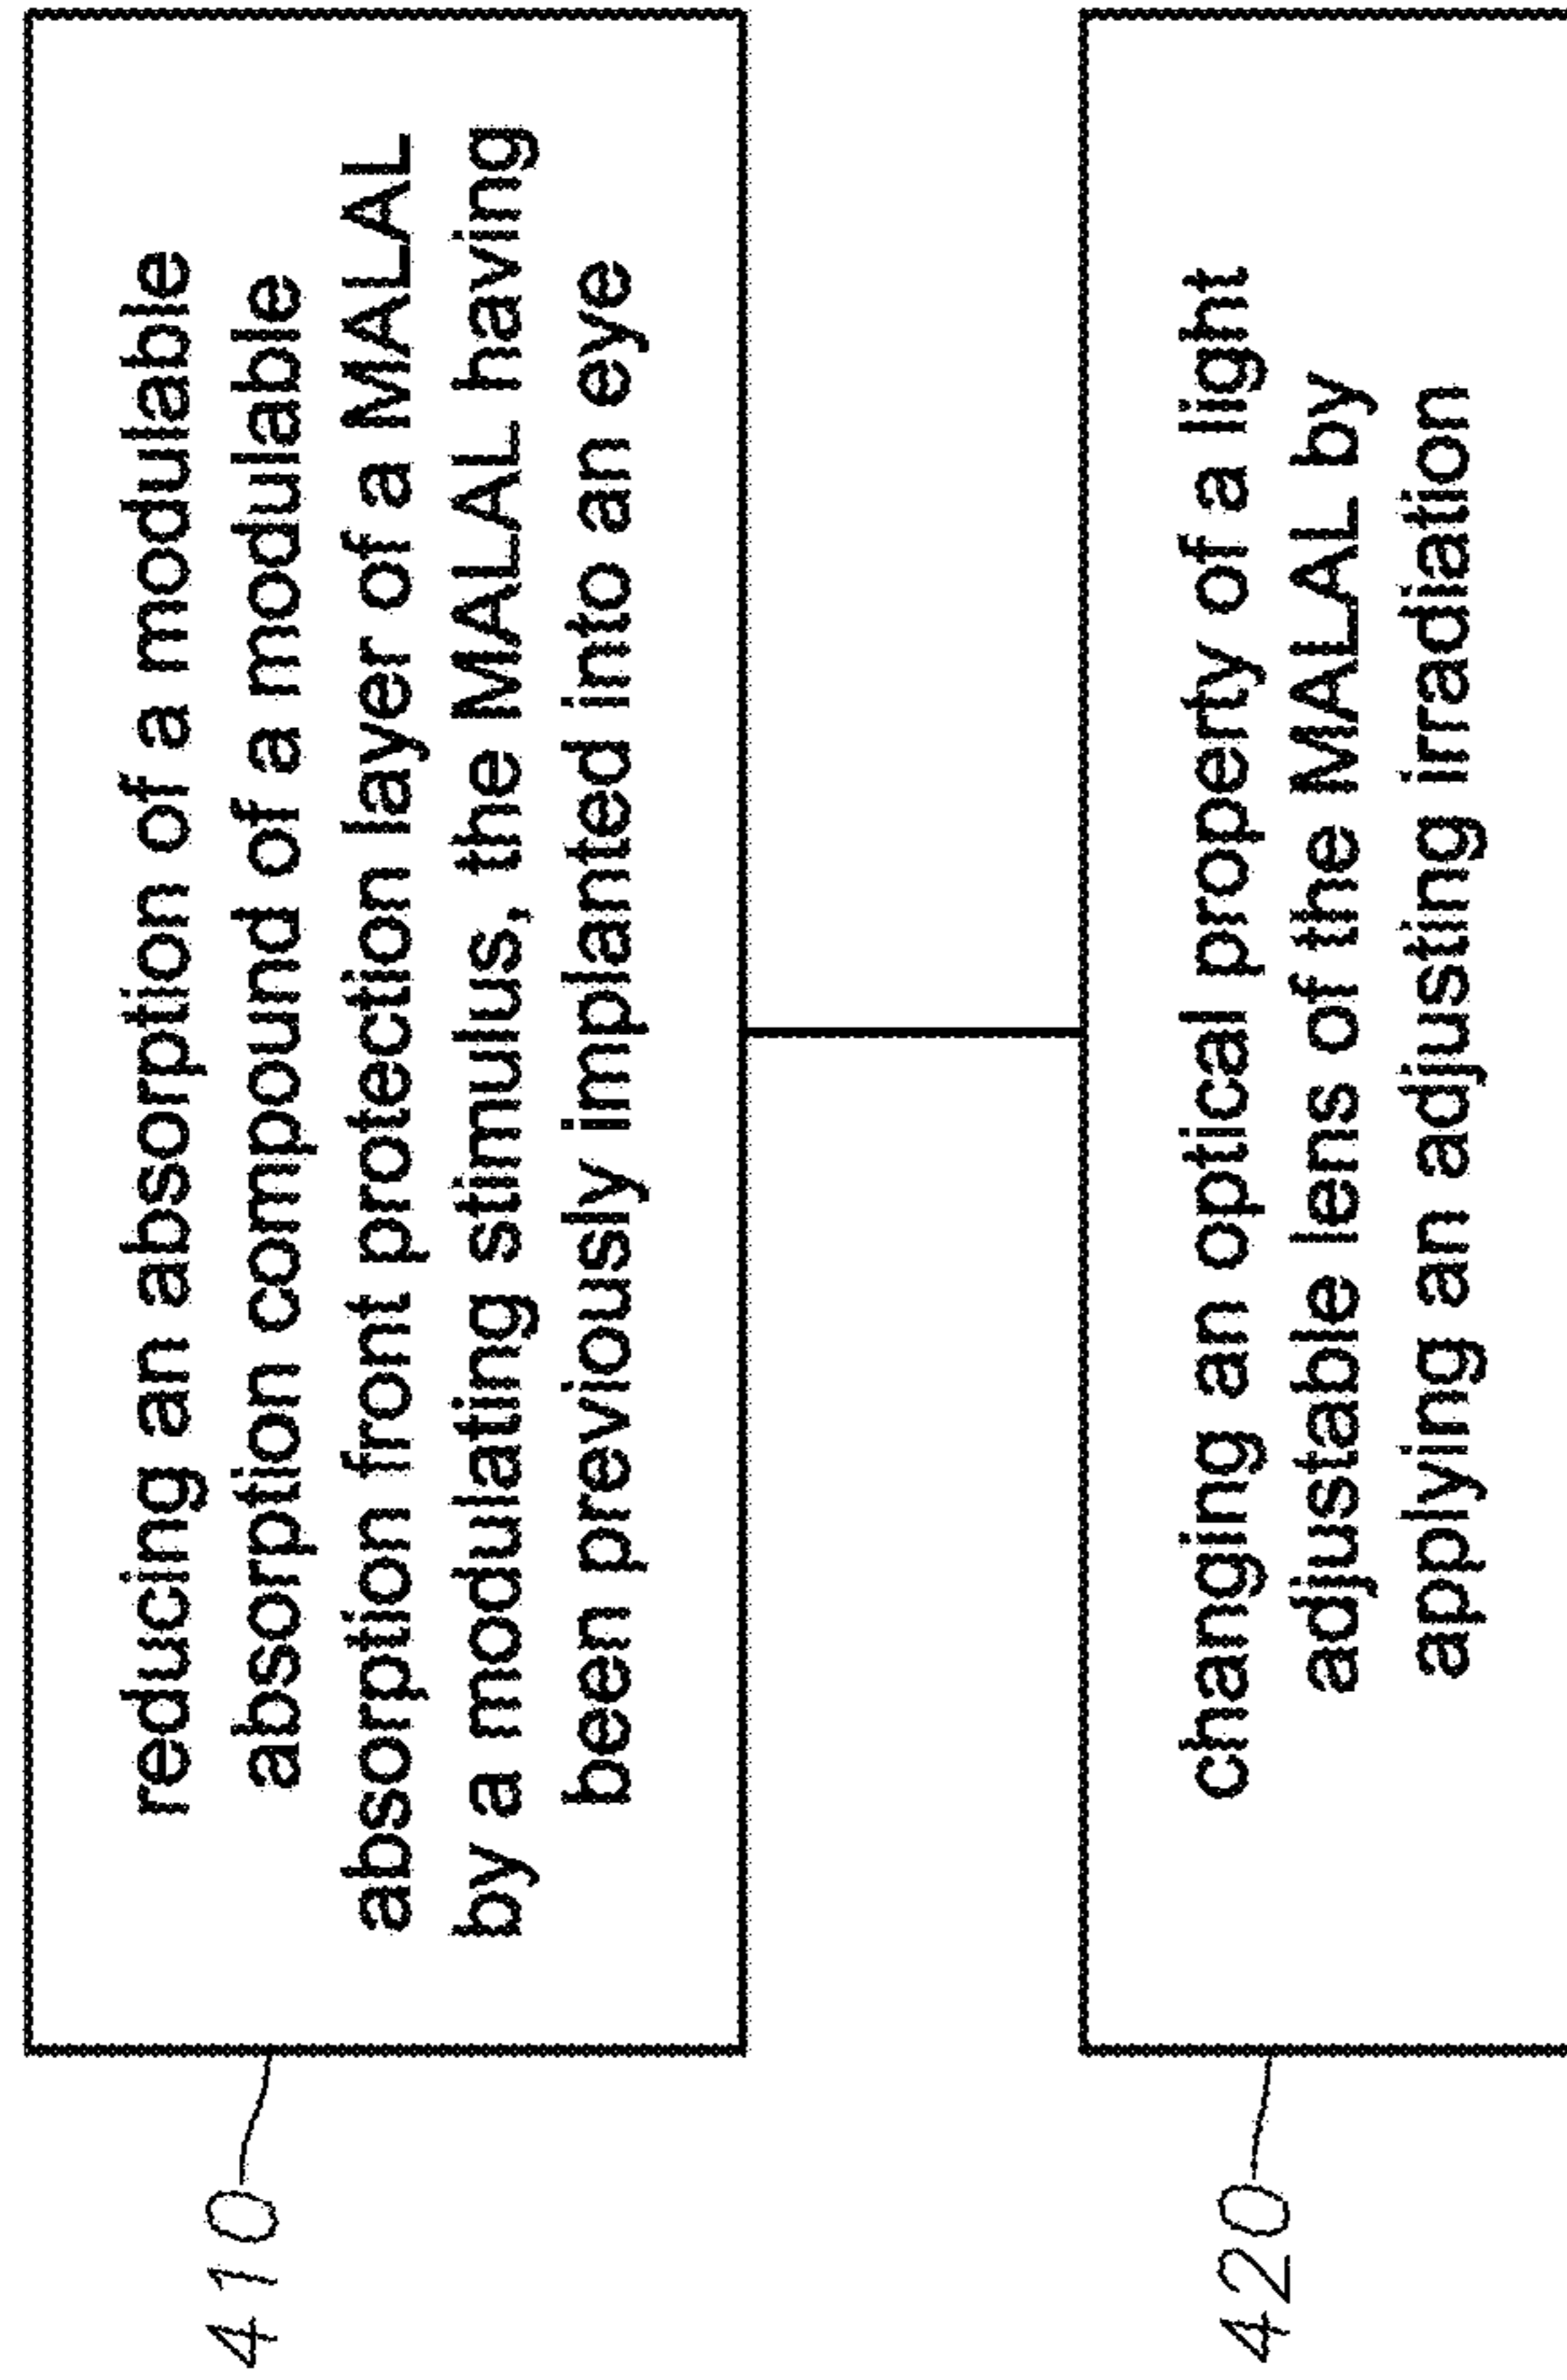 410
reducing an absorption of a modulable
absorption compound of a modulable
absorption front protection layer of a MALAL
by a modulating stimulus, the MALAL having
been previously implanted into an eye
420
changing an optical property of a light
adjustable lens of the MALAL by
applying an adjusting irradiation